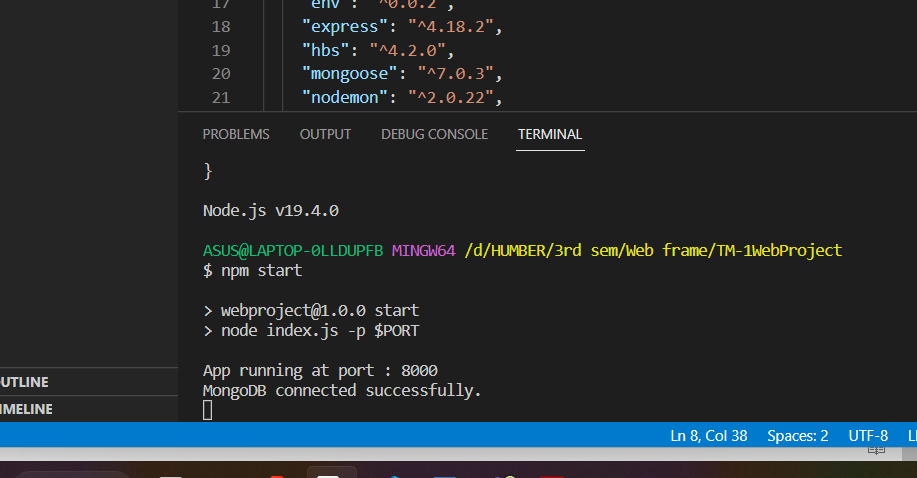 17 "env": "^0.0.2",
18 "express": "^4.18.2",
19 "hbs": "^4.2.0",
20 "mongoose": "^7.0.3",
21 "nodemon": "^2.0.22",
PROBLEMS OUTPUT DEBUG CONSOLE TERMINAL
}
Node.js v19.4.0
ASUS@LAPTOP-0LLDUPFB MINGW64 /d/HUMBER/3rd sem/Web frame/TM-1WebProject
$ npm start
> webproject@1.0.0 start
> node index.js -p $PORT
App running at port : 8000
MongoDB connected successfully.
UTLINE
IMELINE
Ln 8, Col 38 Spaces: 2 UTF-8 L